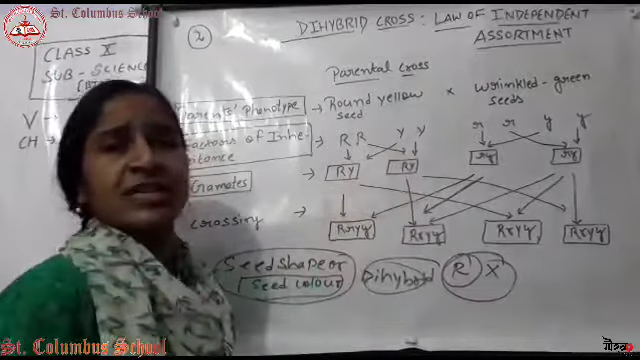 St. Columbus School
2
DIHYBRID CROSS: LAW OF INDEPENDENT
ASSORTMENT
CLASS X
SUB - SCIENCE
Parental cross
Parents' Phenotype → Round yellow seed × wrinkled-green seeds
Factors of Inheritance → R R Y Y r r y y
Gametes → RY RY ry ry
crossing → RrYy RrYy RrYy RrYy
Seed shape or
seed colour
Dihybrid
R X
St. Columbus School